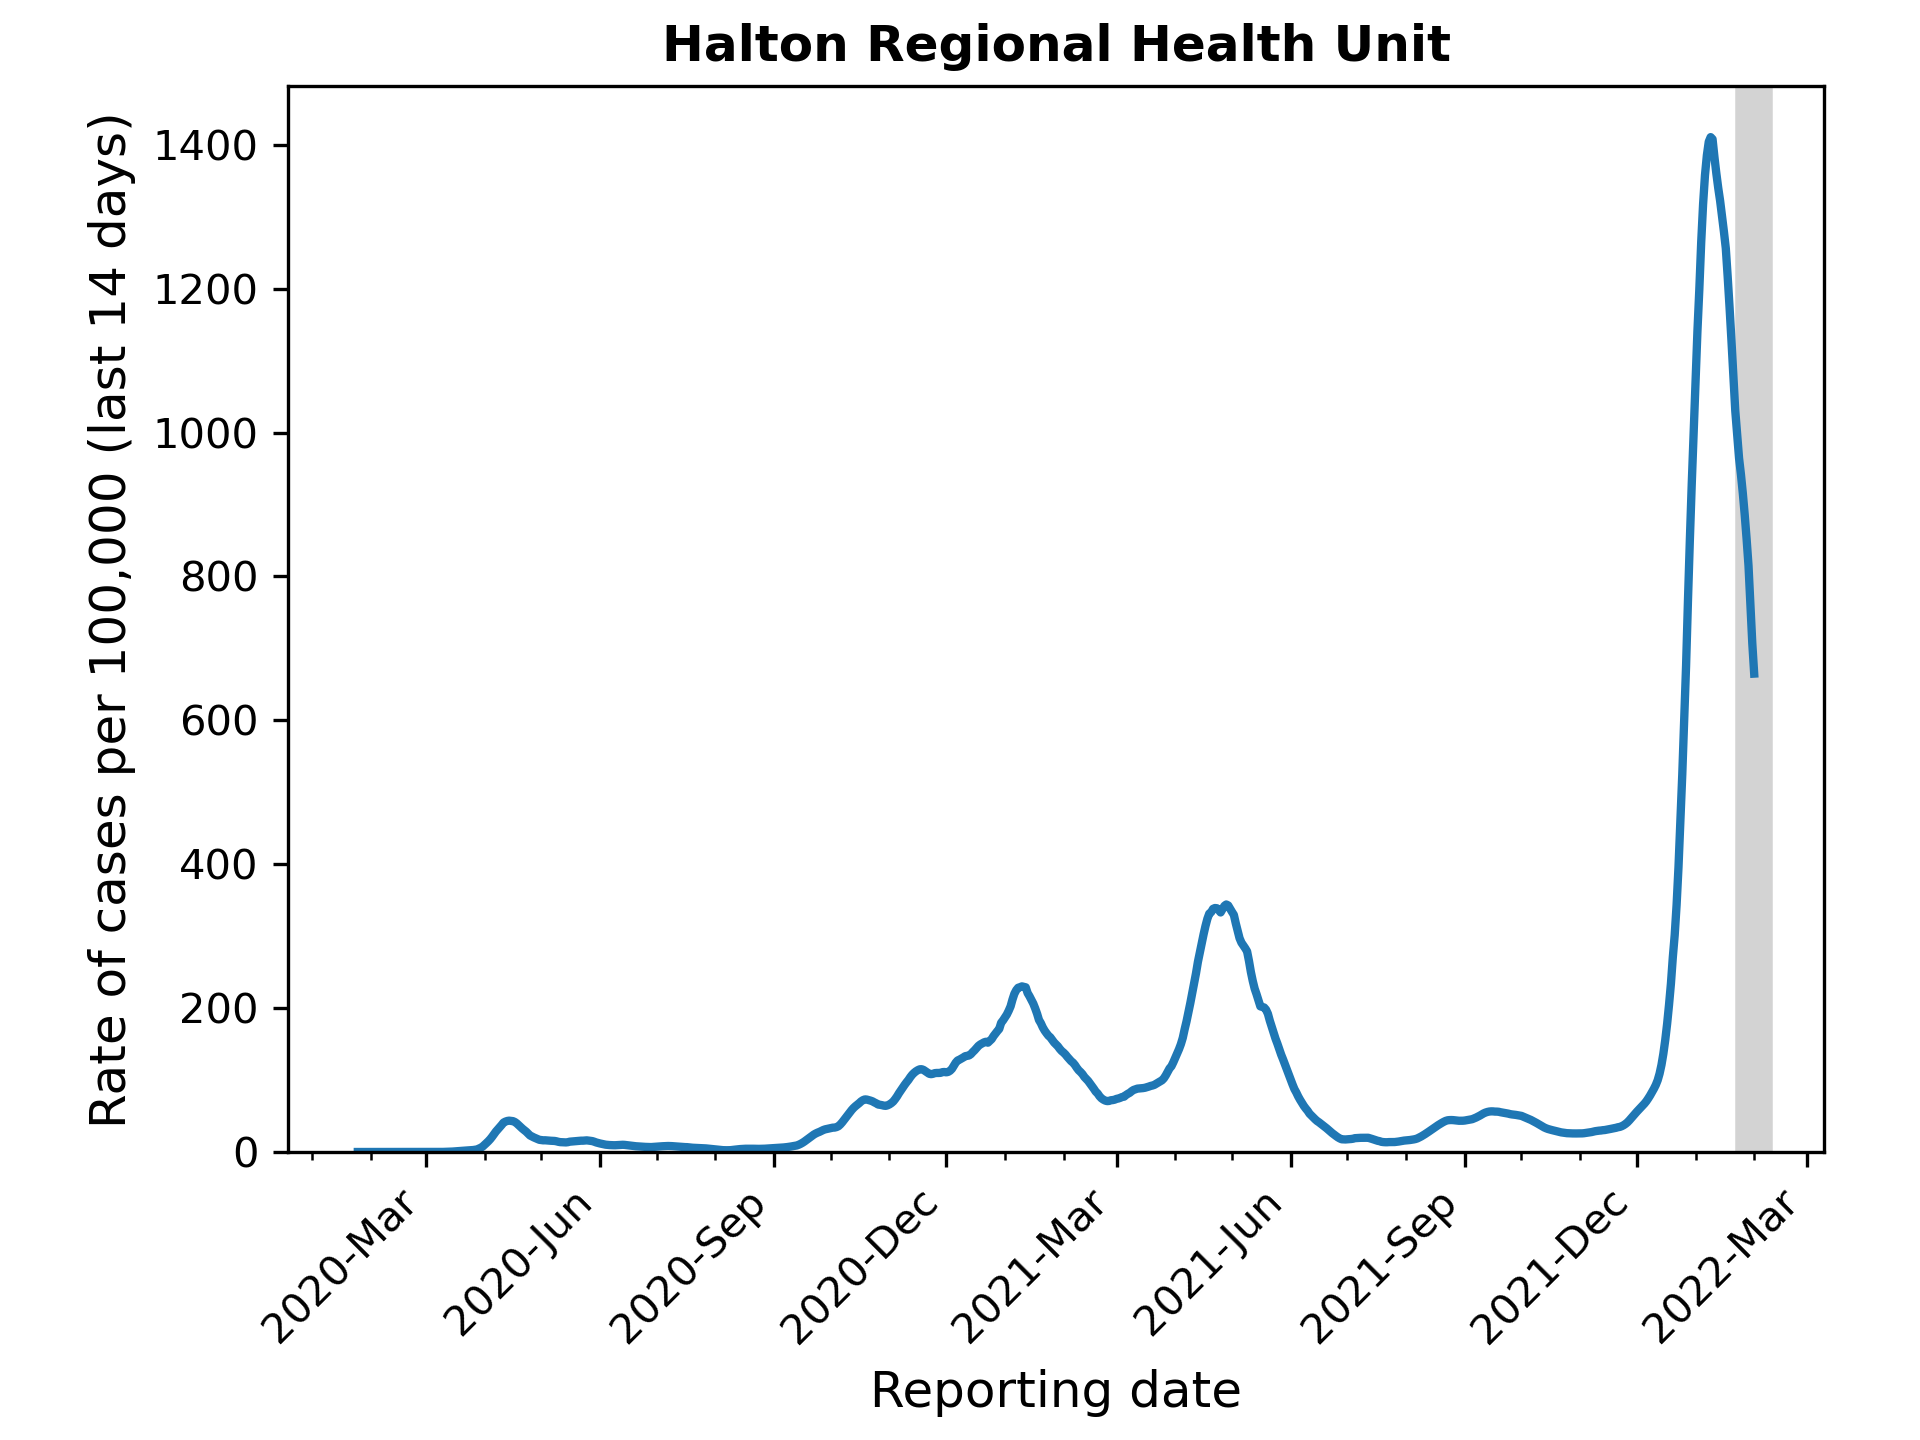 Halton Regional Health Unit
Rate of cases per 100,000 (last 14 days)
1400
1200
1000
800
600
400
200
0
2020-Mar
2020-Jun
2020-Sep
2020-Dec
2021-Mar
2021-Jun
2021-Sep
2021-Dec
2022-Mar
Reporting date